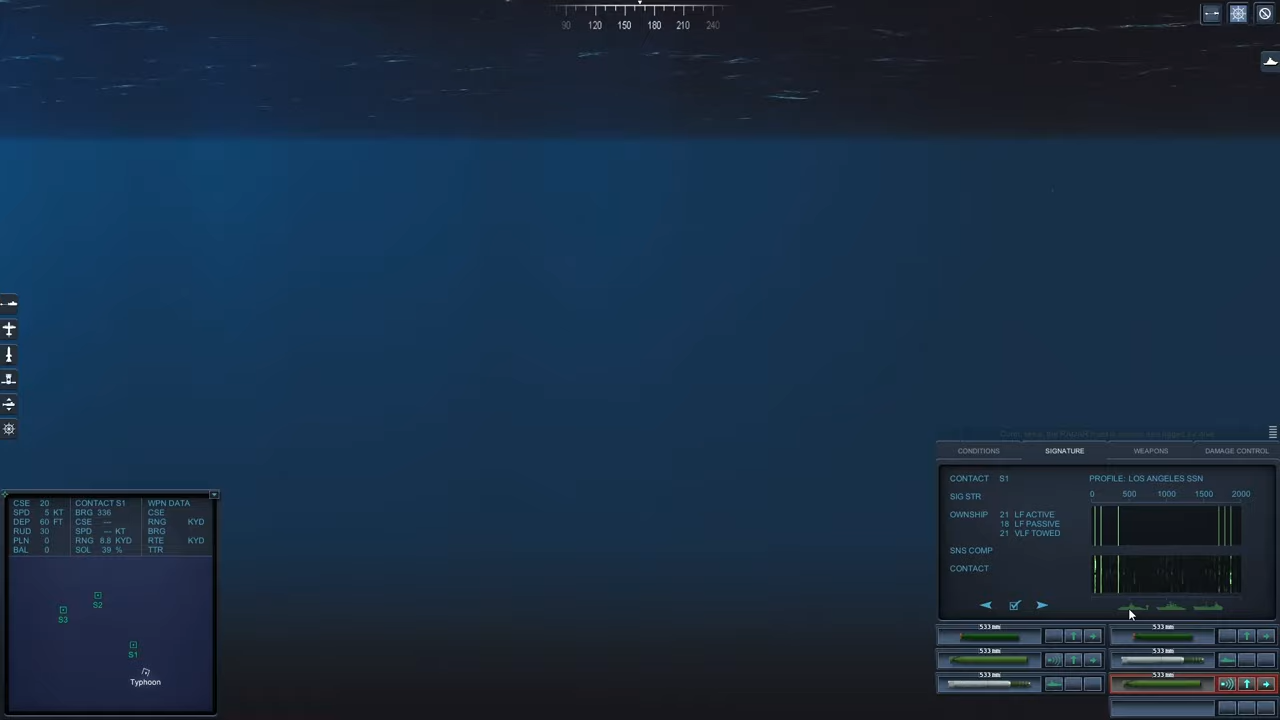 90 120 150 180 210 240
CONDITIONS SIGNATURE WEAPONS DAMAGE CONTROL
CONTACT S1 PROFILE: LOS ANGELES SSN
SIG STR 0 500 1000 1500 2000
OWNSHIP 21 LF ACTIVE
18 LF PASSIVE
21 VLF TOWED
SNS COMP
CONTACT
533 mm 533 mm
533 mm 533 mm
533 mm 533 mm
CSE 20 CONTACT S1 WPN DATA
SPD 5 KT BRG 336 CSE
DEP 60 FT CSE --- RNG KYD
RUD 30 SPD --- KT BRG
PLN 0 RNG 8.8 KYD RTE KYD
BAL 0 SOL 39 % TTR
S2
S3
S1
Typhoon